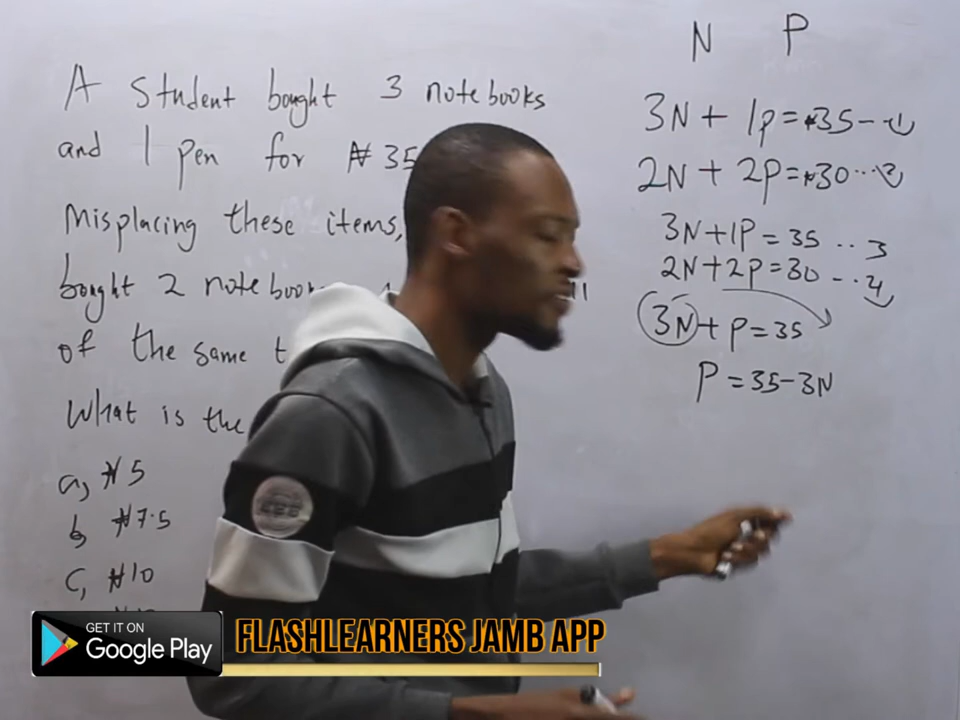 A student bought 3 notebooks
and 1 pen for ₦ 35
Misplacing these items,
bought 2 notebooks
of the same t
What is the
a, ₦ 5
b, ₦7.5
C, ₦10
N P
3N + 1P = ₦35 -- 1
2N + 2P = ₦30 ... 2
3N+1P = 35 .. 3
2N+2P = 30 -.. 4
3N + P = 35
P = 35 - 3N
GET IT ON
Google Play
FLASHLEARNERS JAMB APP